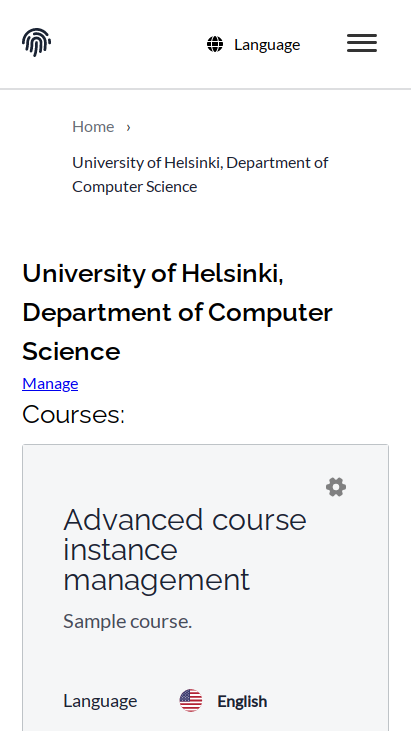 Language
Home ›
University of Helsinki, Department of
Computer Science
University of Helsinki,
Department of Computer
Science
Manage
Courses:
Advanced course
instance
management
Sample course.
Language English